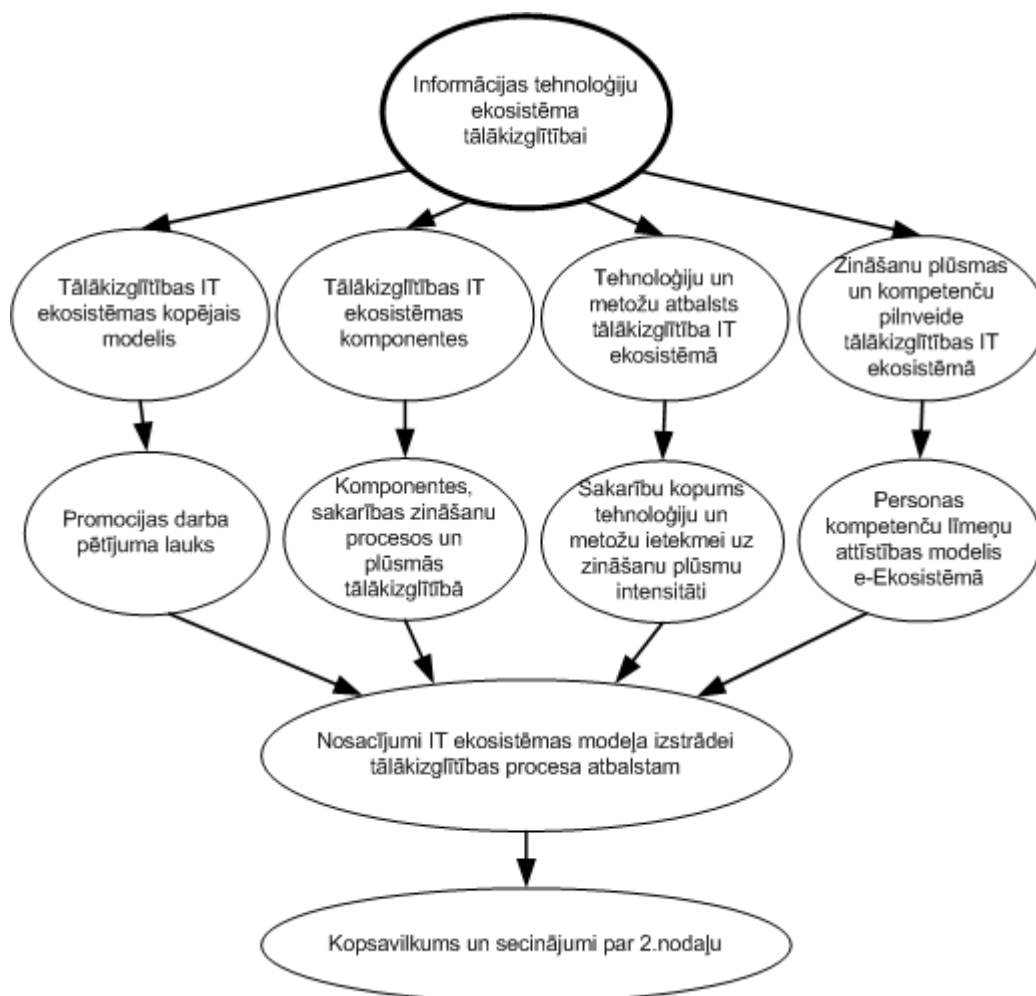 Informācijas tehnoloģiju
ekosistēma
tālākizglītībai
Tālākizglītības IT
ekosistēmas kopējais
modelis
Tālākizglītības IT
ekosistēmas
komponentes
Tehnoloģiju un
metožu atbalsts
tālākizglītība IT
ekosistēmā
Zināšanu plūsmas
un kompetenču
pilnveide
tālākizglītības IT
ekosistēmā
Promocijas darba
pētījuma lauks
Komponentes,
sakarības zināšanu
procesos un
plūsmās
tālākizglītībā
Sakarību kopums
tehnoloģiju un
metožu ietekmei uz
zināšanu plūsmu
intensitāti
Personas
kompetenču līmeņu
attīstības modelis
e-Ekosistēmā
Nosacījumi IT ekosistēmas modeļa izstrādei
tālākizglītības procesa atbalstam
Kopsavilkums un secinājumi par 2.nodaļu